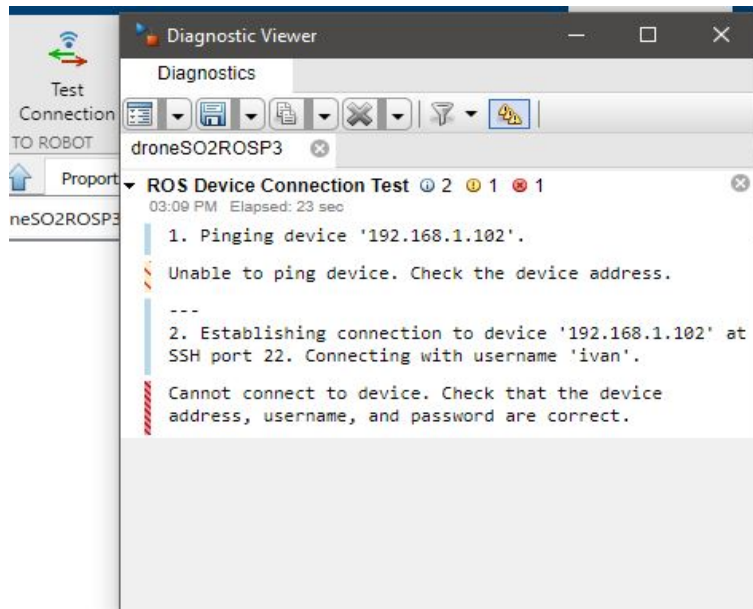 Diagnostic Viewer
Diagnostics
Test
Connection
TO ROBOT
droneSO2ROSP3
Proport
neSO2ROSP3
ROS Device Connection Test 2 1 1
03:09 PM Elapsed: 23 sec
1. Pinging device '192.168.1.102'.
Unable to ping device. Check the device address.
---
2. Establishing connection to device '192.168.1.102' at
SSH port 22. Connecting with username 'ivan'.
Cannot connect to device. Check that the device
address, username, and password are correct.